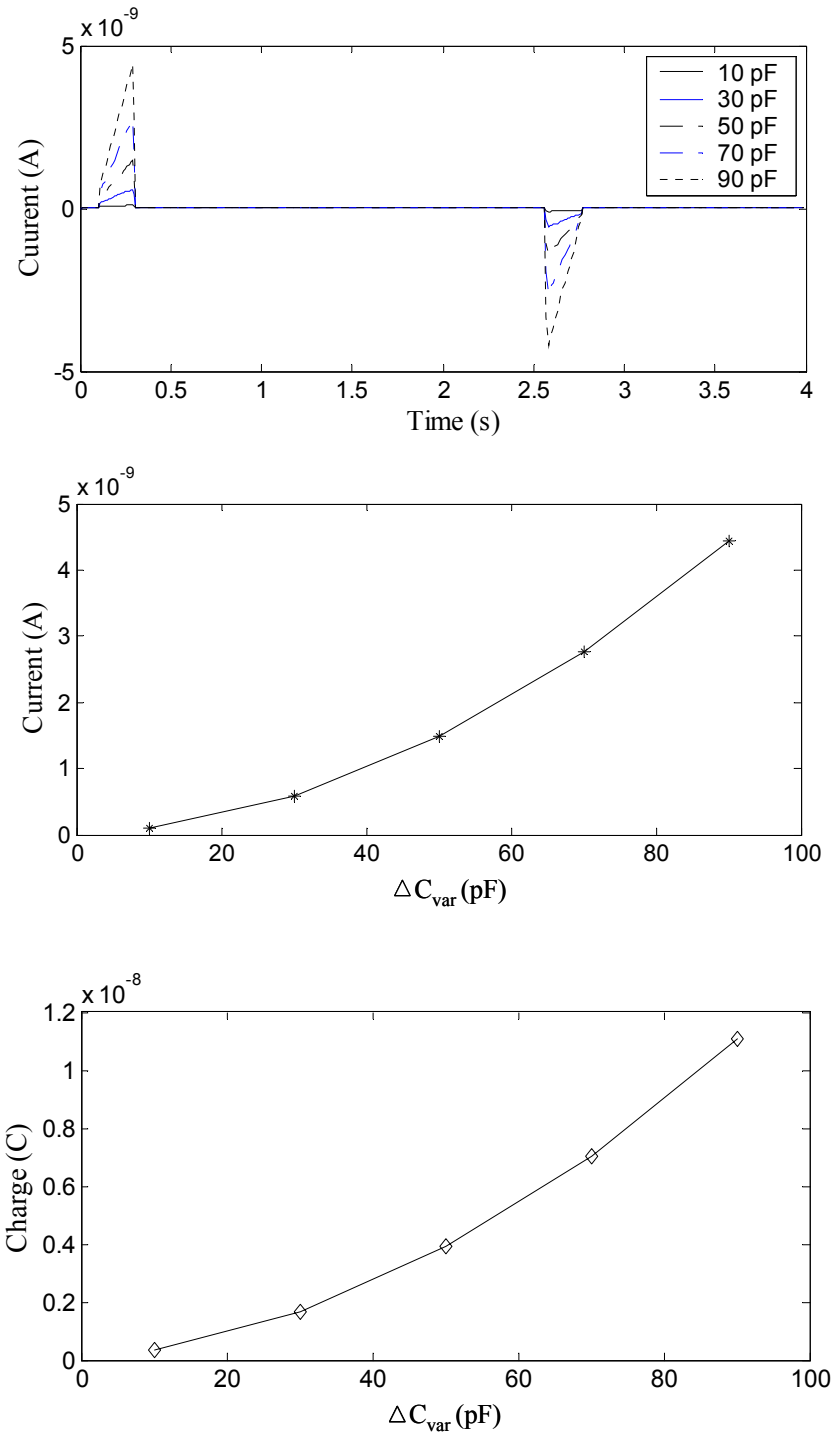 x 10-9
5
0
-5
Cuurent (A)
10 pF
30 pF
50 pF
70 pF
90 pF
0 0.5 1 1.5 2 2.5 3 3.5 4
Time (s)
x 10-9
5
4
3
2
1
0
Current (A)
0 20 40 60 80 100
△Cvar (pF)
x 10-8
1.2
1
0.8
0.6
0.4
0.2
0
Charge (C)
0 20 40 60 80 100
△Cvar (pF)